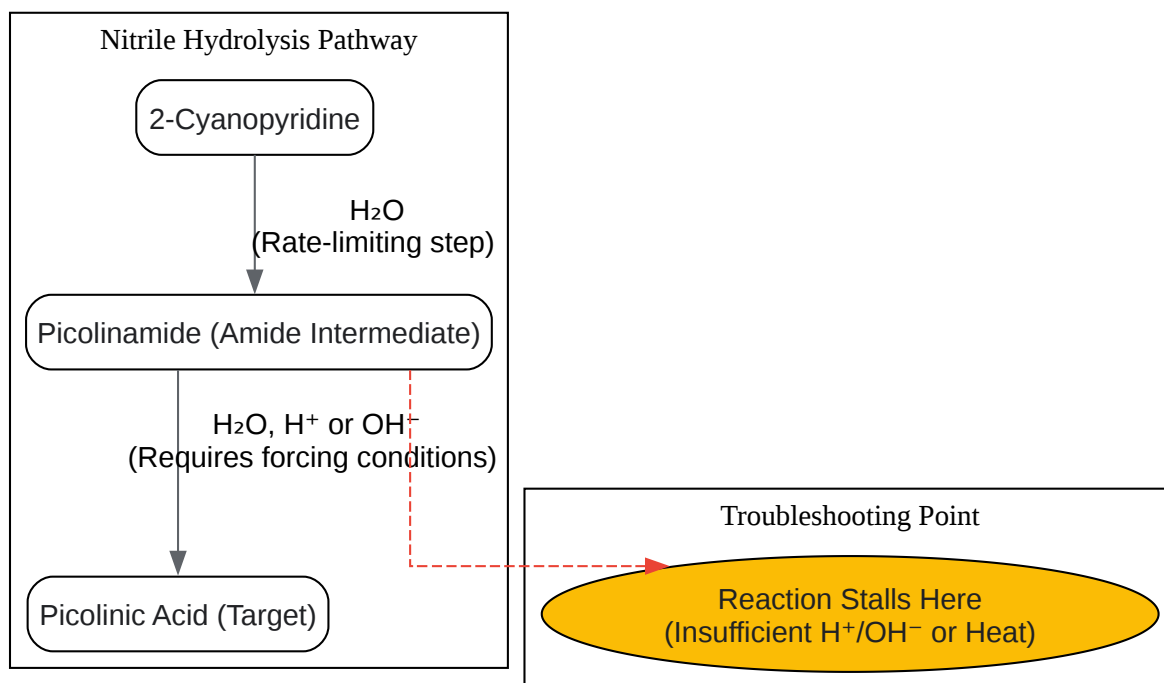 Nitrile Hydrolysis Pathway
2-Cyanopyridine
H₂O
(Rate-limiting step)
Picolinamide (Amide Intermediate)
H₂O, H⁺ or OH⁻
(Requires forcing conditions)
Picolinic Acid (Target)
Troubleshooting Point
Reaction Stalls Here
(Insufficient H⁺/OH⁻ or Heat)